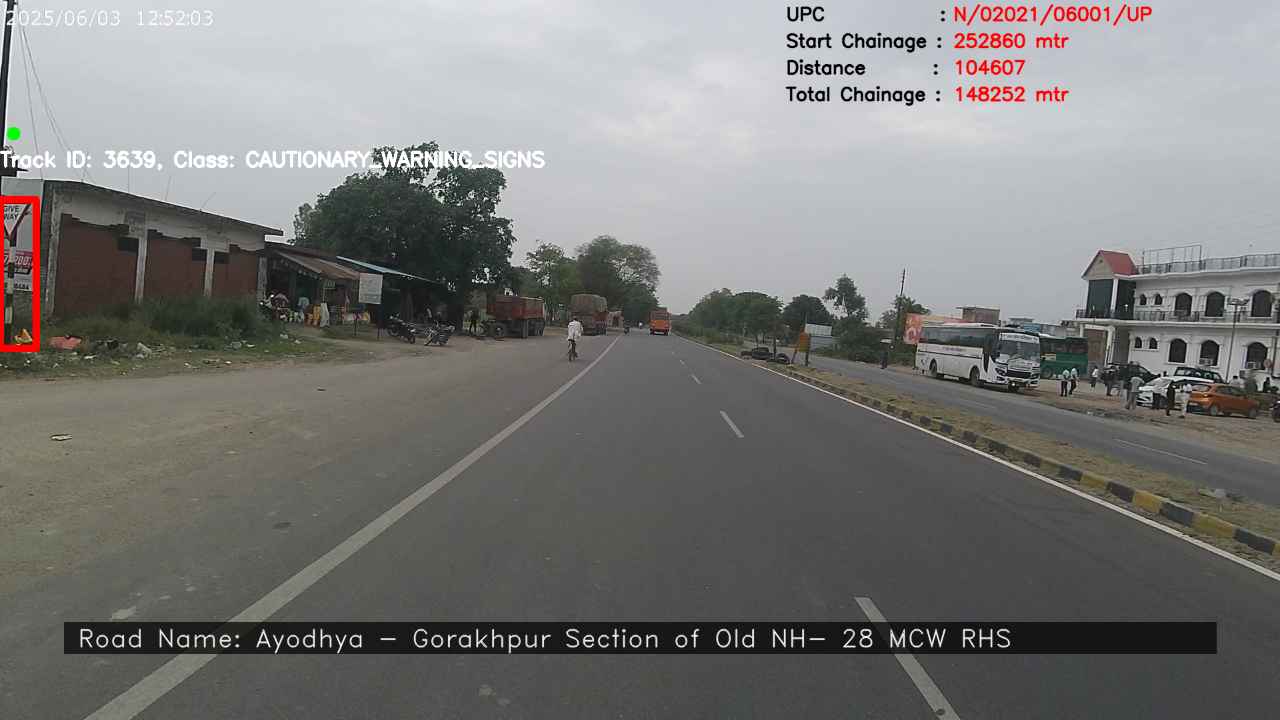 2025/06/03 12:52:03
UPC : N/02021/06001/UP
Start Chainage : 252860 mtr
Distance : 104607
Total Chainage : 148252 mtr
Track ID: 3639, Class: CAUTIONARY_WARNING_SIGNS
GIVE
WAY
Road Name: Ayodhya - Gorakhpur Section of Old NH- 28 MCW RHS